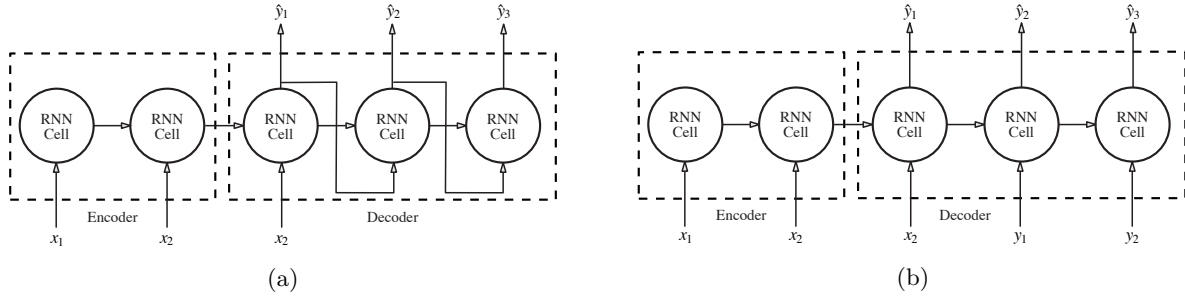 ŷ₁ ŷ₂ ŷ₃
RNN Cell RNN Cell RNN Cell RNN Cell RNN Cell
Encoder Decoder
x₁ x₂ x₂
(a)
ŷ₁ ŷ₂ ŷ₃
RNN Cell RNN Cell RNN Cell RNN Cell RNN Cell
Encoder Decoder
x₁ x₂ x₂ y₁ y₂
(b)